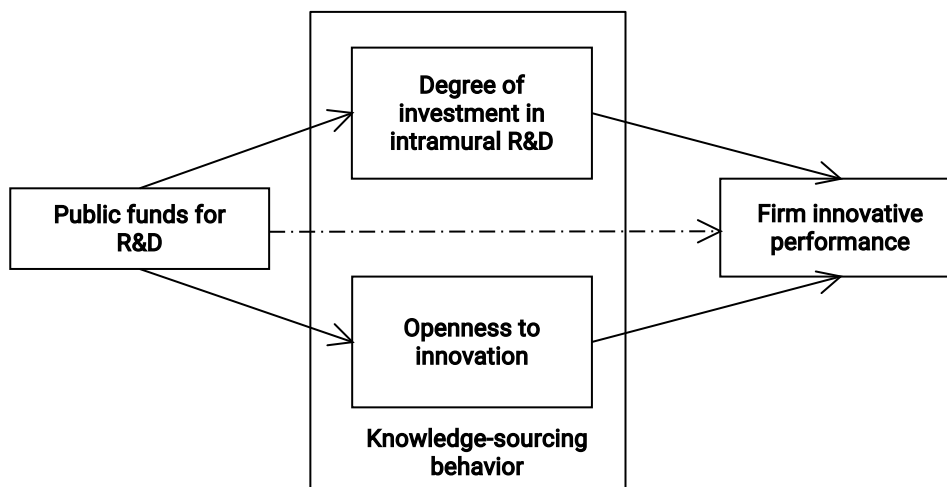 Degree of
investment in
intramural R&D
Public funds for
R&D
Firm innovative
performance
Openness to
innovation
Knowledge-sourcing
behavior